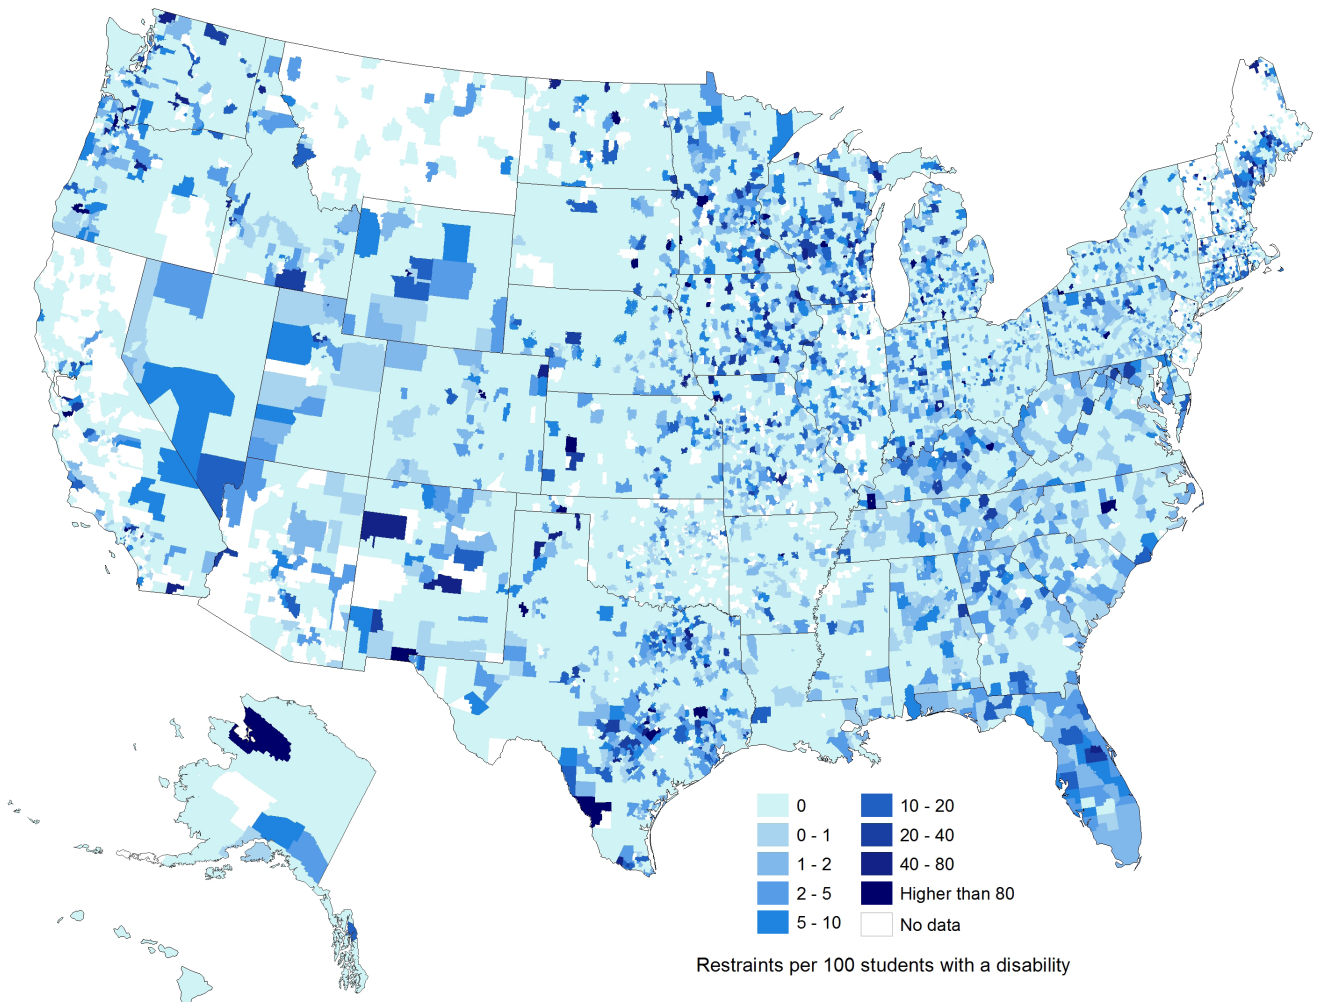 0
0 - 1
1 - 2
2 - 5
5 - 10
10 - 20
20 - 40
40 - 80
Higher than 80
No data
Restraints per 100 students with a disability